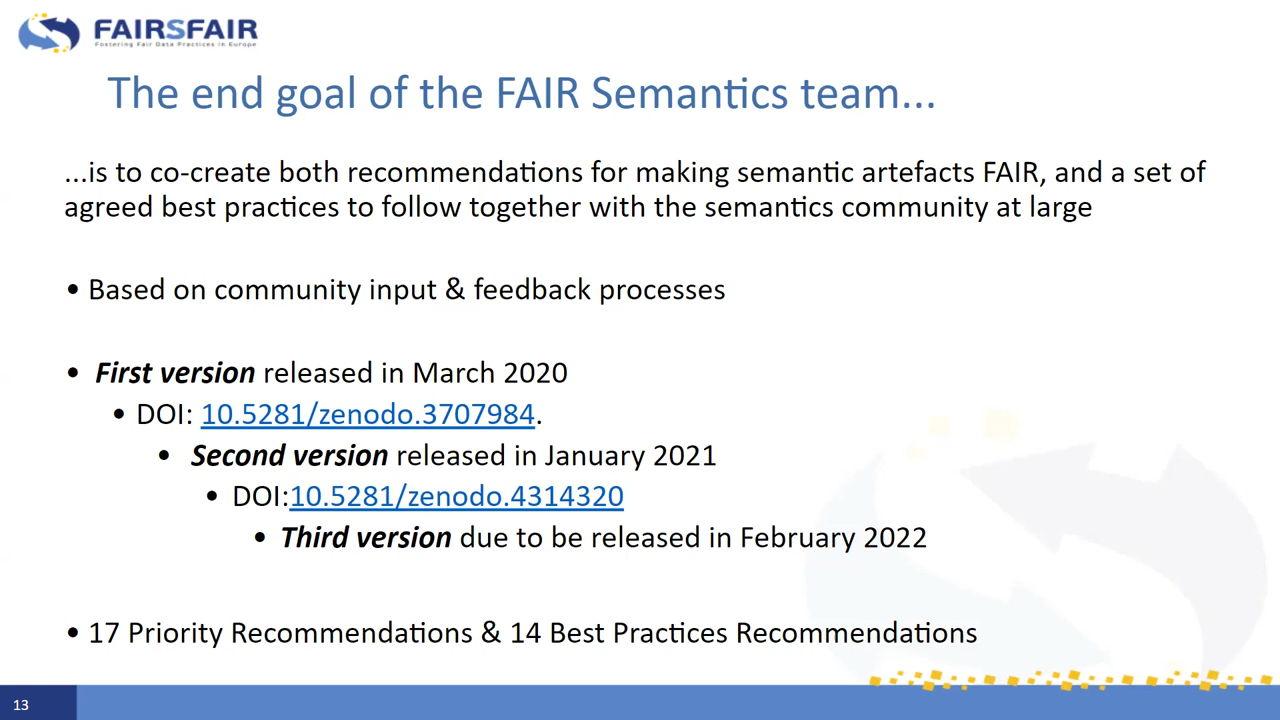 FAIRSFAIR
Fostering Fair Data Practices in Europe
The end goal of the FAIR Semantics team...
...is to co-create both recommendations for making semantic artefacts FAIR, and a set of
agreed best practices to follow together with the semantics community at large
• Based on community input & feedback processes
• First version released in March 2020
• DOI: 10.5281/zenodo.3707984.
• Second version released in January 2021
• DOI:10.5281/zenodo.4314320
• Third version due to be released in February 2022
• 17 Priority Recommendations & 14 Best Practices Recommendations
13